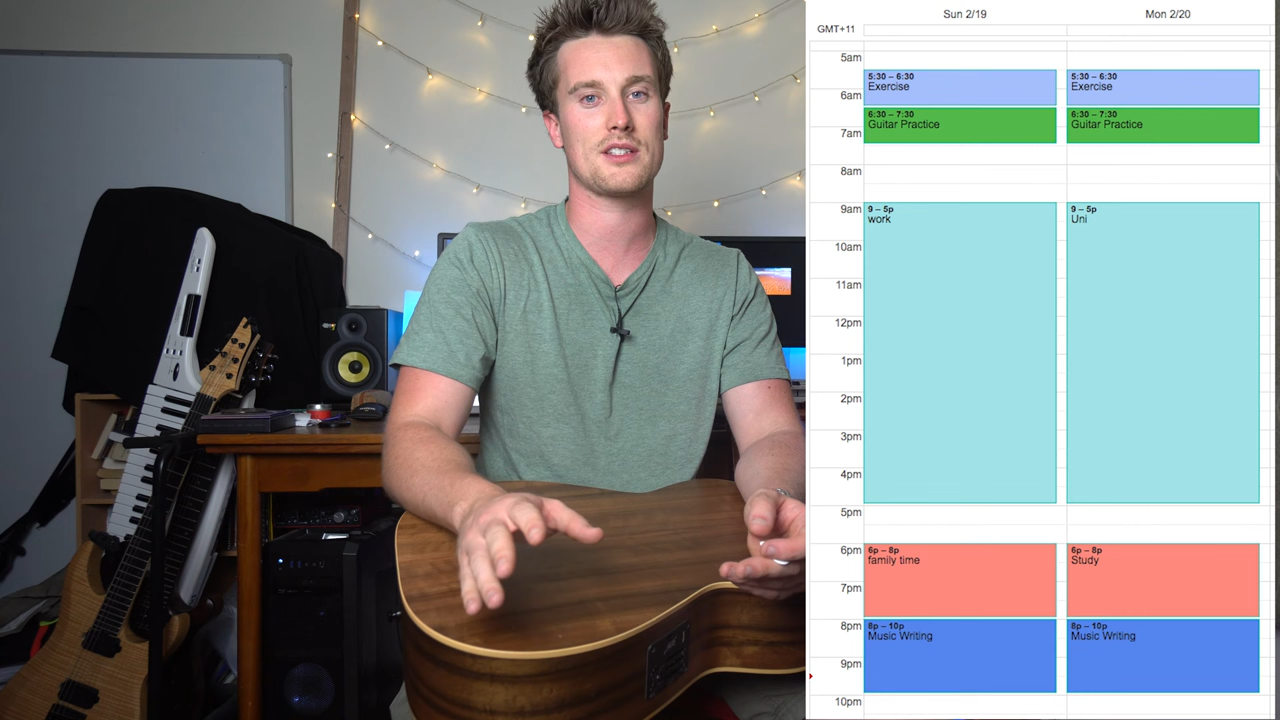 Sun 2/19
Mon 2/20
GMT+11
5am
5:30 – 6:30
Exercise
5:30 – 6:30
Exercise
6am
6:30 – 7:30
Guitar Practice
6:30 – 7:30
Guitar Practice
7am
8am
9am
9 – 5p
work
9 – 5p
Uni
10am
11am
12pm
1pm
2pm
3pm
4pm
5pm
6pm
6p – 8p
family time
6p – 8p
Study
7pm
8pm
8p – 10p
Music Writing
8p – 10p
Music Writing
9pm
10pm